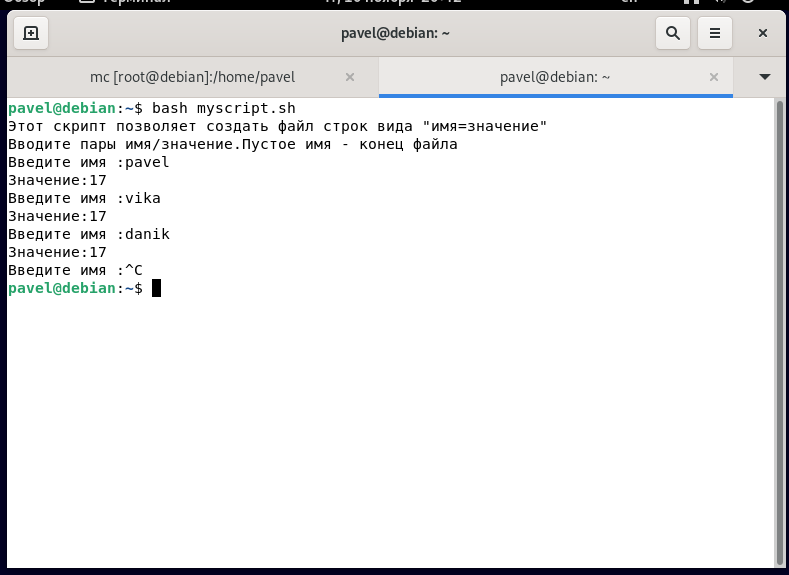 pavel@debian: ~
mc [root@debian]:/home/pavel
pavel@debian: ~
pavel@debian:~$ bash myscript.sh
Этот скрипт позволяет создать файл строк вида "имя=значение"
Вводите пары имя/значение.Пустое имя - конец файла
Введите имя :pavel
Значение:17
Введите имя :vika
Значение:17
Введите имя :danik
Значение:17
Введите имя :^C
pavel@debian:~$